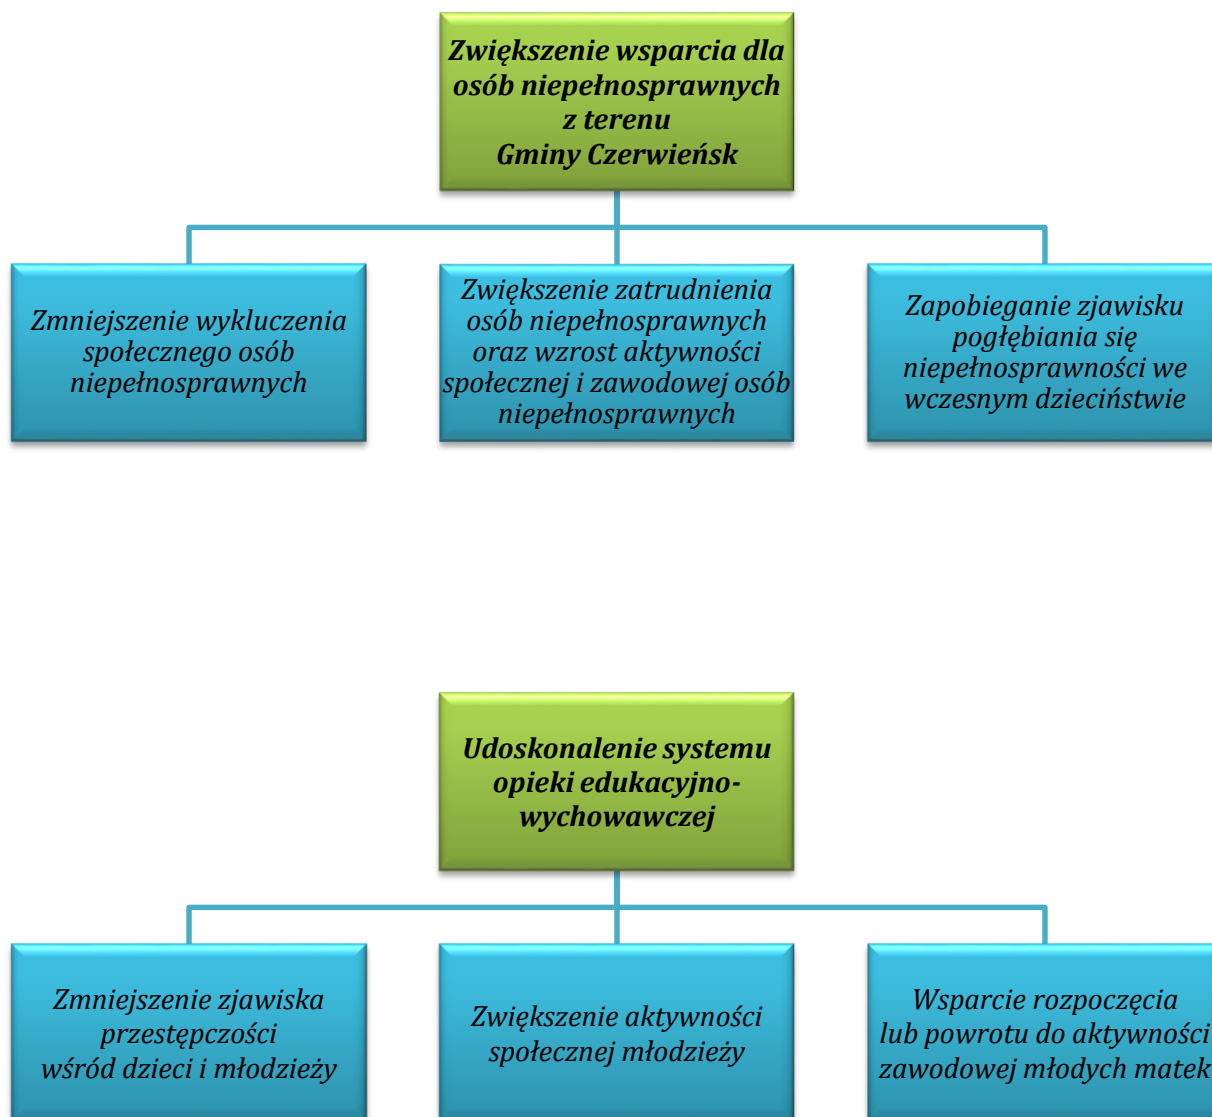 Zwiększenie wsparcia dla
osób niepełnosprawnych
z terenu
Gminy Czerwieńsk
Zmniejszenie wykluczenia
społecznego osób
niepełnosprawnych
Zwiększenie zatrudnienia
osób niepełnosprawnych
oraz wzrost aktywności
społecznej i zawodowej osób
niepełnosprawnych
Zapobieganie zjawisku
pogłębiania się
niepełnosprawności we
wczesnym dzieciństwie
Udoskonalenie systemu
opieki edukacyjno-
wychowawczej
Zmniejszenie zjawiska
przestępczości
wśród dzieci i młodzieży
Zwiększenie aktywności
społecznej młodzieży
Wsparcie rozpoczęcia
lub powrotu do aktywności
zawodowej młodych matek